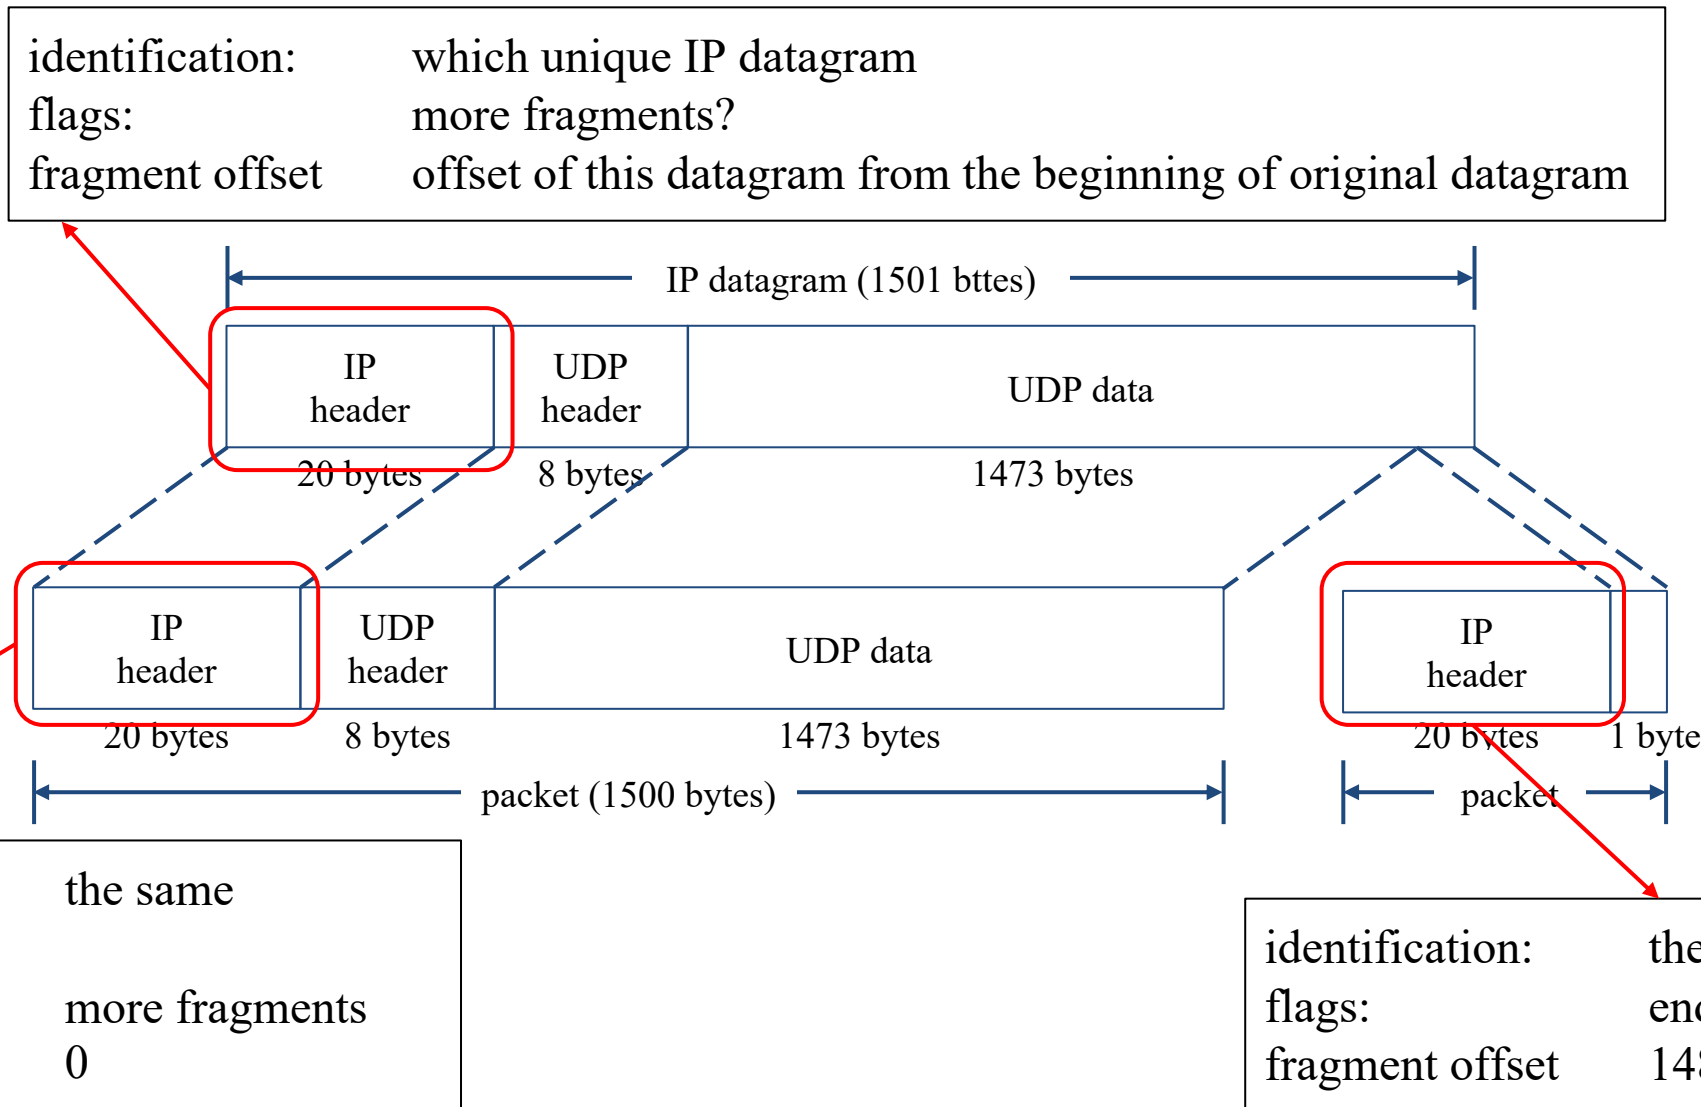 identification: which unique IP datagram
flags: more fragments?
fragment offset offset of this datagram from the beginning of original datagram
IP datagram (1501 bttes)
IP
header
UDP
header
UDP data
20 bytes
8 bytes
1473 bytes
IP
header
UDP
header
UDP data
IP
header
20 bytes
8 bytes
1473 bytes
20 bytes
1 byte
packet (1500 bytes)
packet
the same
more fragments
0
identification: the
flags:
fragment offset